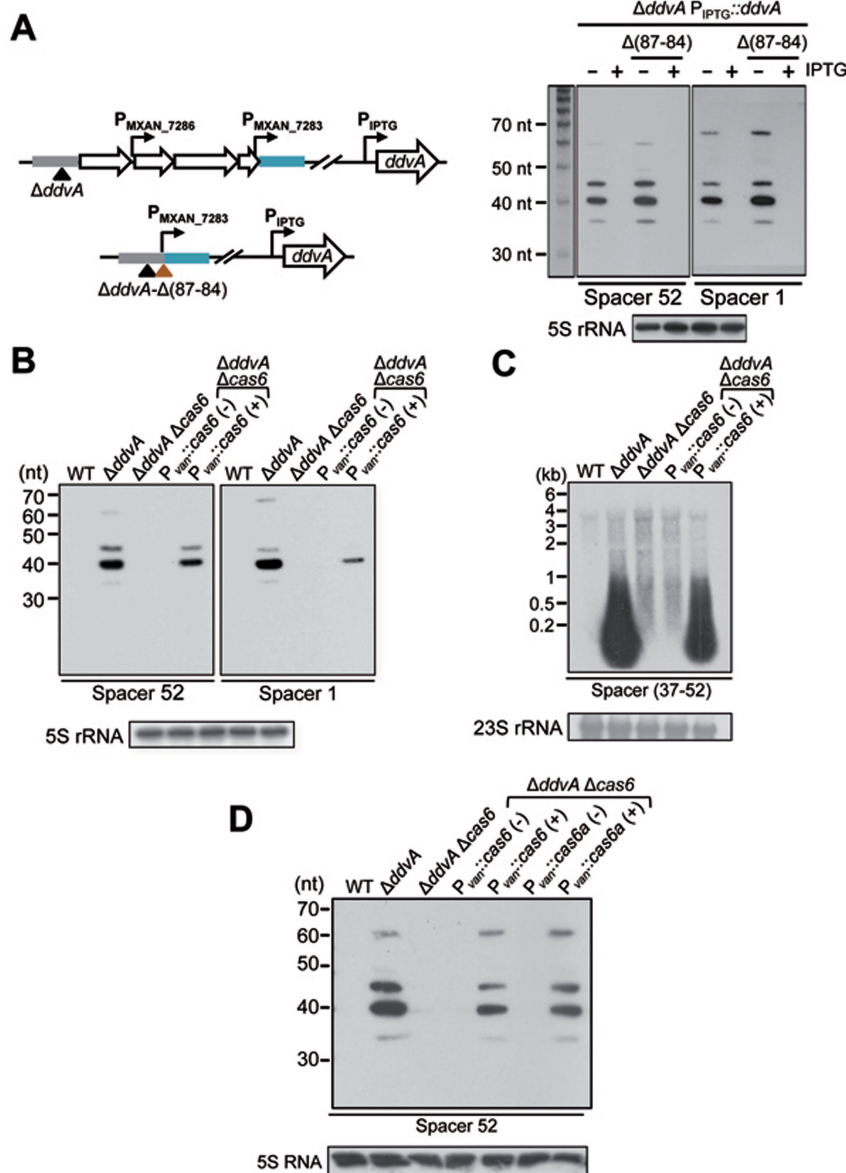 A
ΔddvA P_IPTG::ddvA
Δ(87-84) Δ(87-84)
– + – + – + – + IPTG
P_MXAN_7286 P_MXAN_7283 P_IPTG
ddvA
ΔddvA
P_MXAN_7283 P_IPTG
ddvA
ΔddvA-Δ(87-84)
70 nt
50 nt
40 nt
30 nt
Spacer 52 Spacer 1
5S rRNA
B
ΔddvA Δcas6 ΔddvA Δcas6
(nt) WT ΔddvA ΔddvA Δcas6 P_van::cas6 (-) P_van::cas6 (+) WT ΔddvA ΔddvA Δcas6 P_van::cas6 (-) P_van::cas6 (+)
70
60
50
40
30
Spacer 52 Spacer 1
5S rRNA
C
ΔddvA Δcas6
(kb) WT ΔddvA ΔddvA Δcas6 P_van::cas6 (-) P_van::cas6 (+)
6
4
3
2
1
0.5
0.2
Spacer (37-52)
23S rRNA
D
ΔddvA Δcas6
(nt) WT ΔddvA ΔddvA Δcas6 P_van::cas6 (-) P_van::cas6 (+) P_van::cas6a (-) P_van::cas6a (+)
70
60
50
40
30
Spacer 52
5S RNA